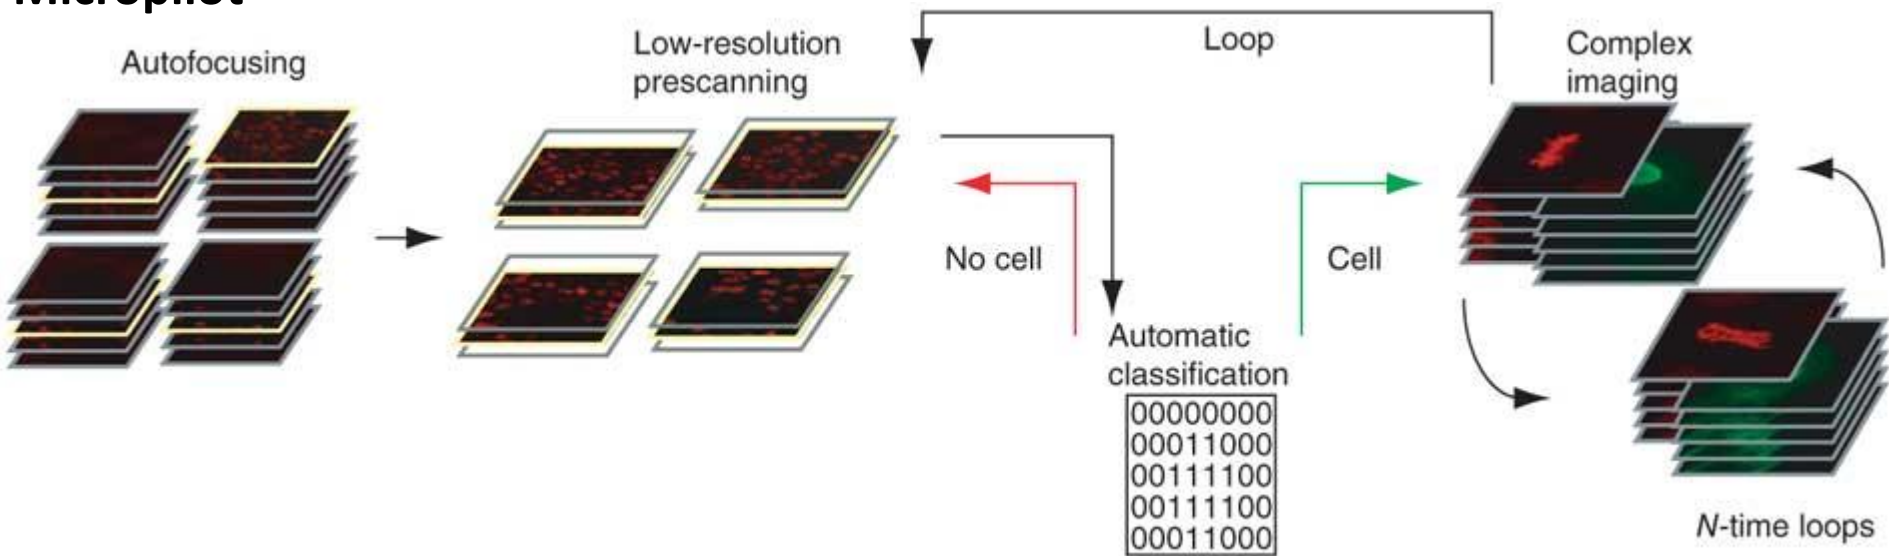 Micropilot
Autofocusing
Low-resolution
prescanning
Loop
Complex
imaging
No cell
Cell
Automatic
classification
00000000
00011000
00111100
00111100
00011000
N-time loops